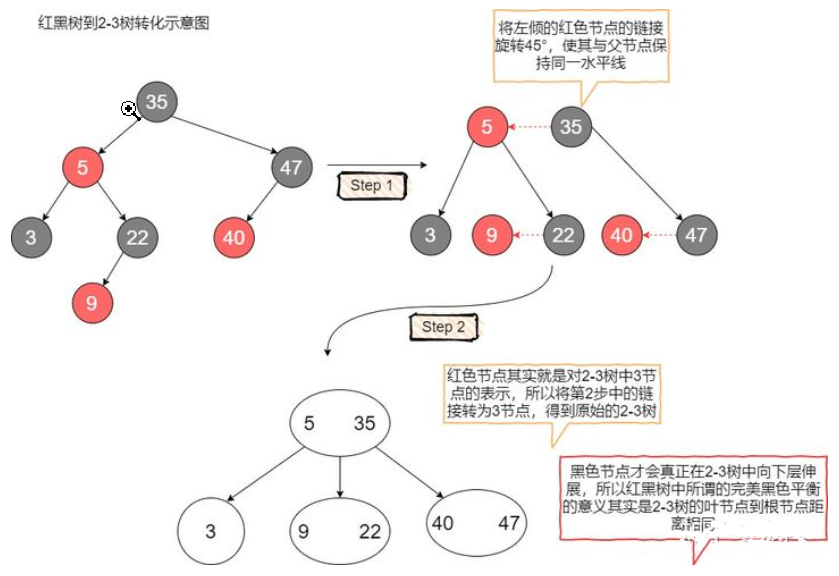 红黑树到2-3树转化示意图
将左倾的红色节点的链接
旋转45°，使其与父节点保
持同一水平线
35
5
47
3
22
40
9
Step 1
5
35
3
9
22
40
47
Step 2
红色节点其实就是对2-3树中3节
点的表示，所以将第2步中的链
接转为3节点，得到原始的2-3树
5 35
黑色节点才会真正在2-3树中向下层伸
展，所以红黑树中所谓的完美黑色平衡
的意义其实是2-3树的叶节点到根节点距
离相同
3
9 22
40 47